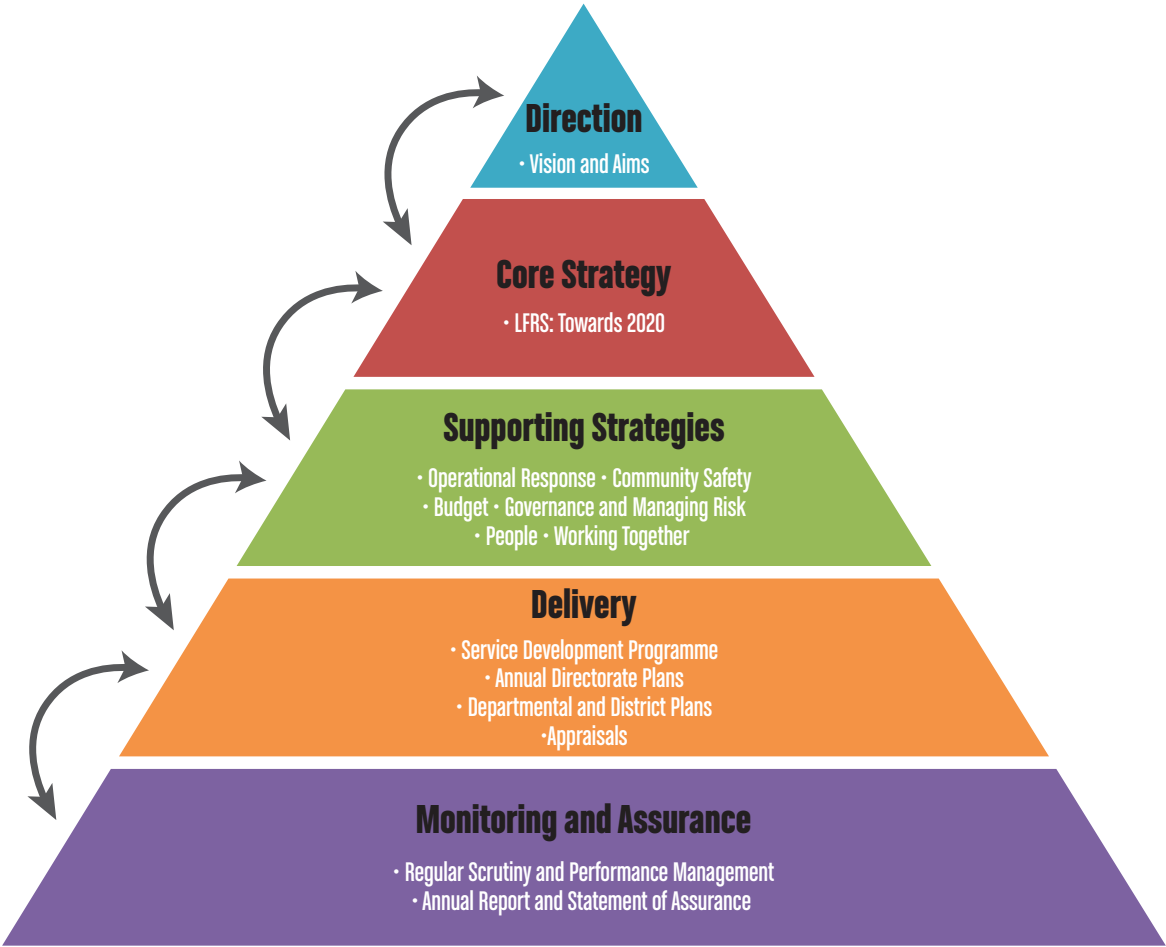 Direction
• Vision and Aims
Core Strategy
• LFRS: Towards 2020
Supporting Strategies
• Operational Response • Community Safety
• Budget • Governance and Managing Risk
• People • Working Together
Delivery
• Service Development Programme
• Annual Directorate Plans
• Departmental and District Plans
•Appraisals
Monitoring and Assurance
• Regular Scrutiny and Performance Management
• Annual Report and Statement of Assurance